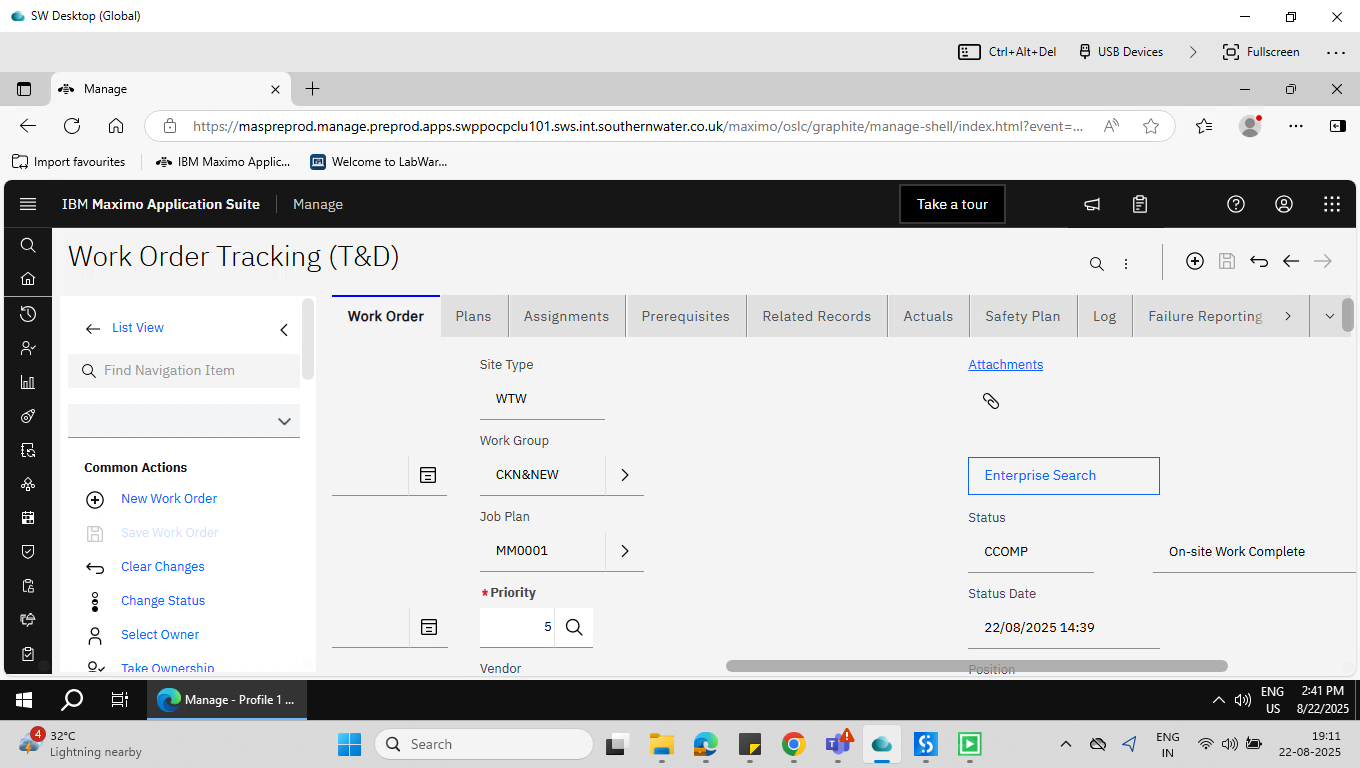 SW Desktop (Global)
Ctrl+Alt+Del USB Devices Fullscreen
Manage
https://maspreprod.manage.preprod.apps.swppocpclu101.sws.int.southernwater.co.uk/maximo/oslc/graphite/manage-shell/index.html?event=...
Import favourites IBM Maximo Applic... Welcome to LabWar...
IBM Maximo Application Suite Manage Take a tour
Work Order Tracking (T&D)
List View
Find Navigation Item
Common Actions
New Work Order
Save Work Order
Clear Changes
Change Status
Select Owner
Take Ownership
Work Order Plans Assignments Prerequisites Related Records Actuals Safety Plan Log Failure Reporting
Site Type
WTW
Work Group
CKN&NEW
Job Plan
MM0001
* Priority
5
Vendor
Attachments
Enterprise Search
Status
CCOMP On-site Work Complete
Status Date
22/08/2025 14:39
Position
Manage - Profile 1 ...
ENG
US
2:41 PM
8/22/2025
4
32°C
Lightning nearby
Search
ENG
IN
19:11
22-08-2025